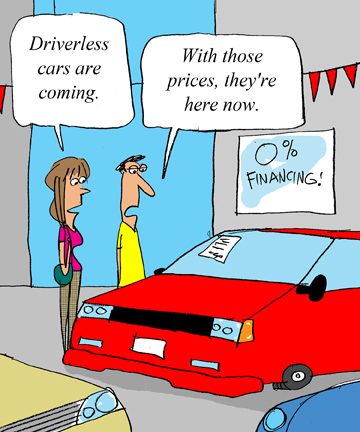 Driverless
cars are
coming.
With those
prices, they're
here now.
0%
FINANCING!